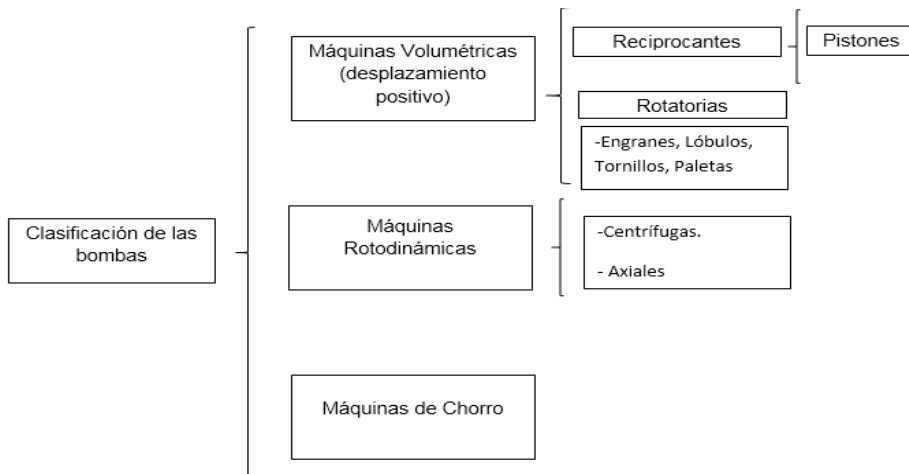 Clasificación de las
bombas
Máquinas Volumétricas
(desplazamiento
positivo)
Reciprocantes
Pistones
Rotatorias
-Engranes, Lóbulos,
Tornillos, Paletas
Máquinas
Rotodinámicas
-Centrífugas.
- Axiales
Máquinas de Chorro